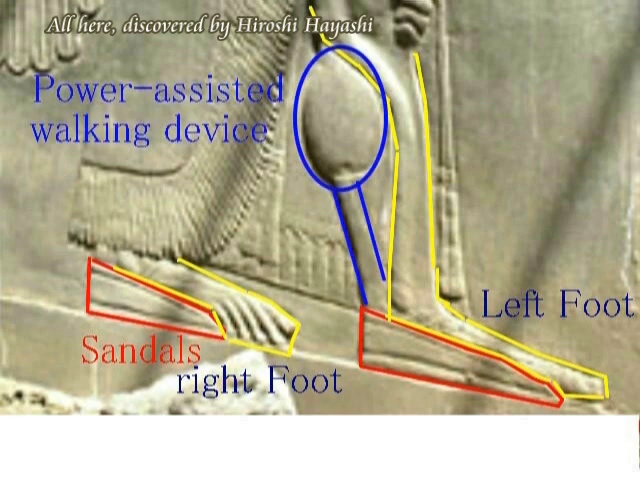 All here, discovered by Hiroshi Hayashi
Power-assisted
walking device
Left Foot
Sandals
right Foot